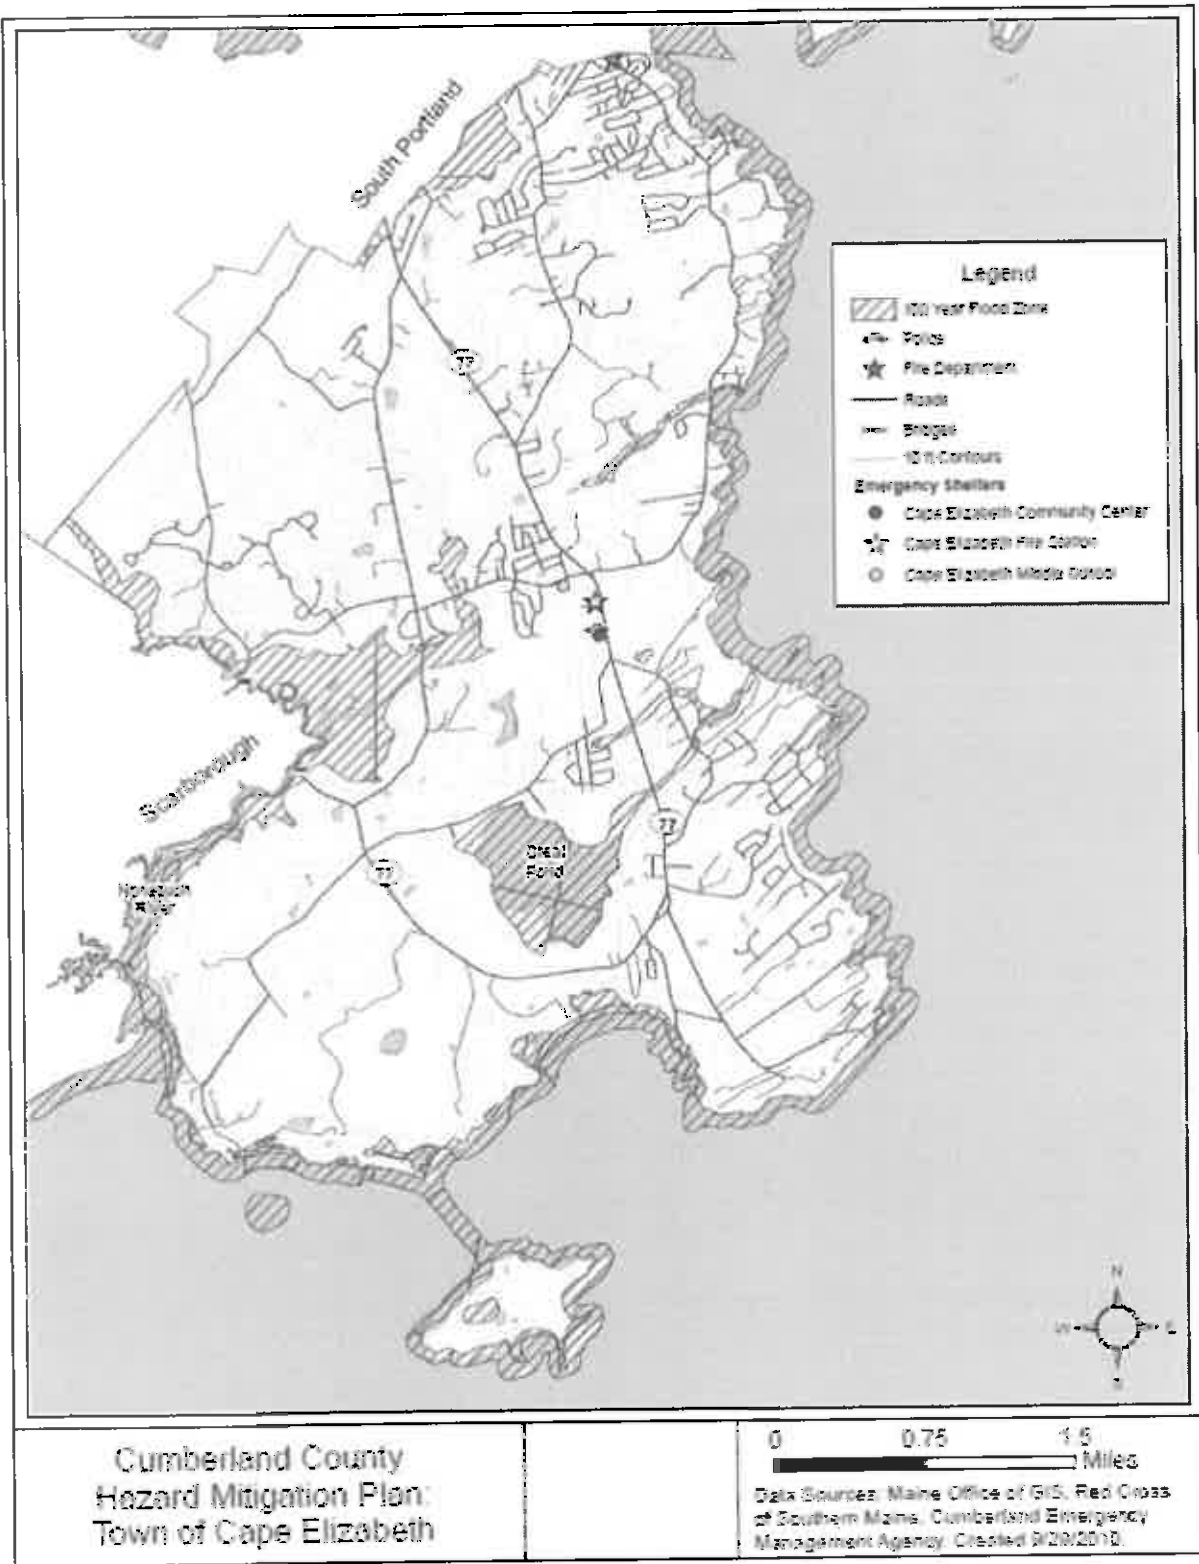 South Portland
Legend
100 Year Flood Zone
Police
Fire Department
Roads
Bridges
10 ft Contours
Emergency Shelters
Cape Elizabeth Community Center
Cape Elizabeth Fire Station
Cape Elizabeth Middle School
77
Scarborough
77
Great
Pond
77
River
N
W
E
S
Cumberland County
Hazard Mitigation Plan:
Town of Cape Elizabeth
0 0.75 1.5
Miles
Data Sources: Maine Office of GIS, Red Cross
of Southern Maine, Cumberland Emergency
Management Agency. Created